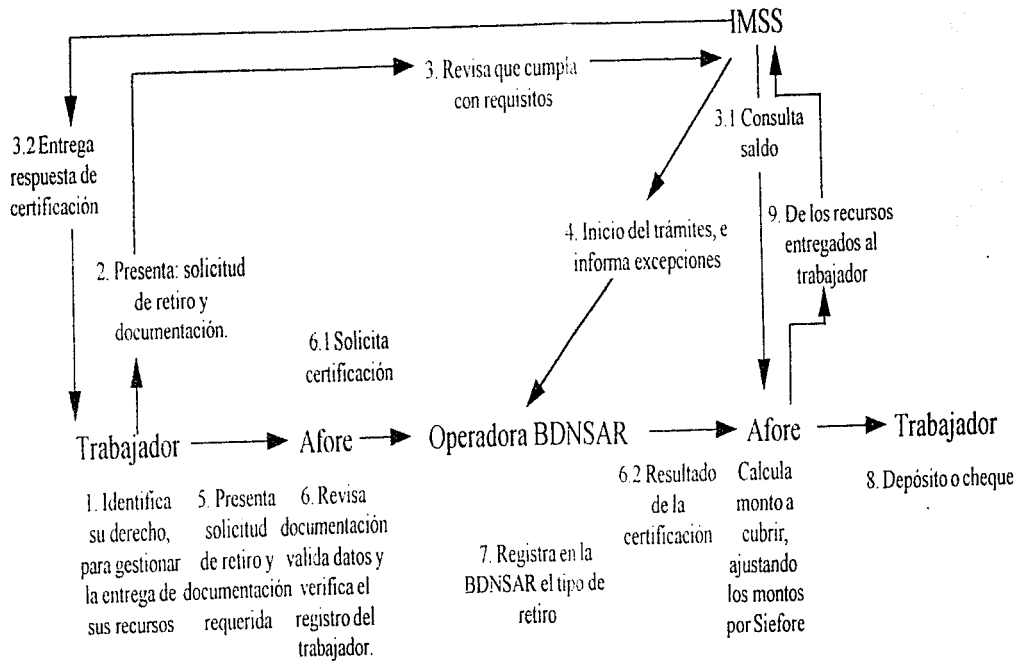 IMSS
3. Revisa que cumpla
con requisitos
3.2 Entrega
respuesta de
certificación
3.1 Consulta
saldo
2. Presenta: solicitud
de retiro y
documentación.
4. Inicio del trámites, e
informa excepciones
9. De los recursos
entregados al
trabajador
6.1 Solicita
certificación
Trabajador
Afore
Operadora BDNSAR
Afore
Trabajador
1. Identifica
su derecho,
para gestionar
la entrega de
sus recursos
5. Presenta
solicitud
de retiro y
documentación
requerida
6. Revisa
documentación
valida datos y
verifica el
registro del
trabajador.
7. Registra en la
BDNSAR el tipo de
retiro
6.2 Resultado
de la
certificación
Calcula
monto a
cubrir,
ajustando
los montos
por Siefore
8. Depósito o cheque